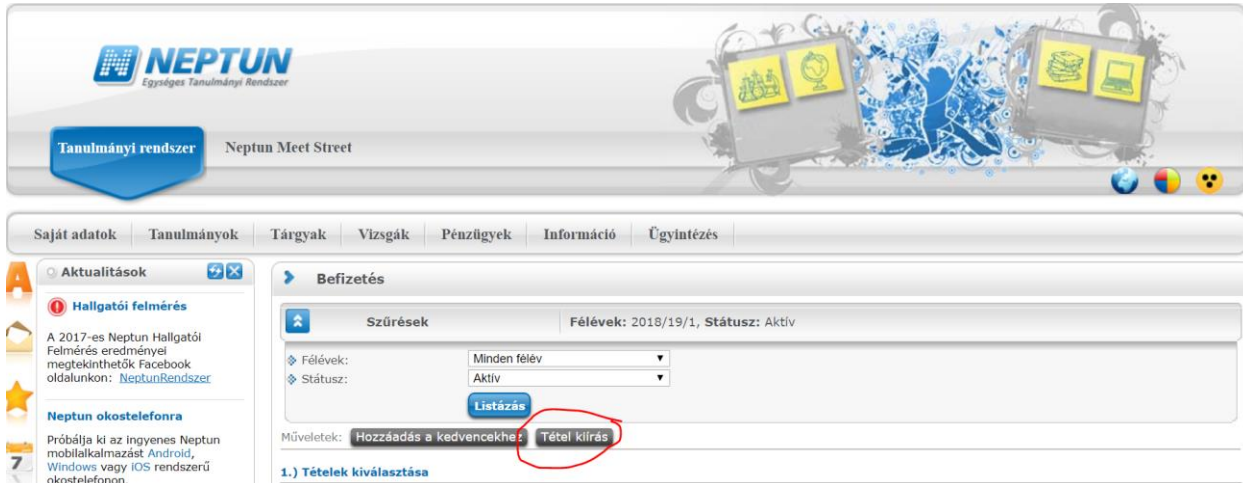 NEPTUN
Egységes Tanulmányi Rendszer
Tanulmányi rendszer Neptun Meet Street
Saját adatok Tanulmányok Tárgyak Vizsgák Pénzügyek Információ Ügyintézés
Aktualitások
Hallgatói felmérés
A 2017-es Neptun Hallgatói
Felmérés eredményei
megtekinthetők Facebook
oldalunkon: NeptunRendszer
Neptun okostelefonra
Próbálja ki az ingyenes Neptun
mobilalkalmazást Android,
Windows vagy iOS rendszerű
okostelefonon.
7
Befizetés
Szűrések Félévek: 2018/19/1, Státusz: Aktív
Félévek: Minden félév
Státusz: Aktív
Listázás
Műveletek: Hozzáadás a kedvencekhez Tétel kiírás
1.) Tételek kiválasztása